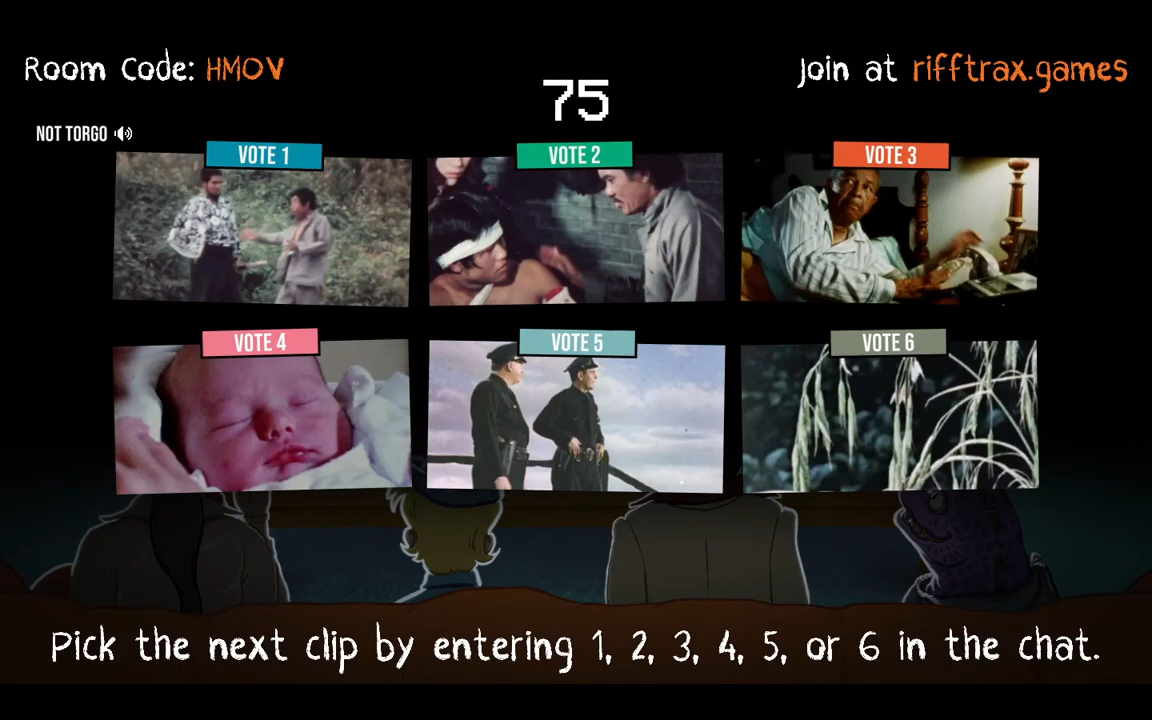 Room Code: HMOV
75
Join at rifftrax.games
NOT TORGO
VOTE 1
VOTE 2
VOTE 3
VOTE 4
VOTE 5
VOTE 6
Pick the next clip by entering 1, 2, 3, 4, 5, or 6 in the chat.